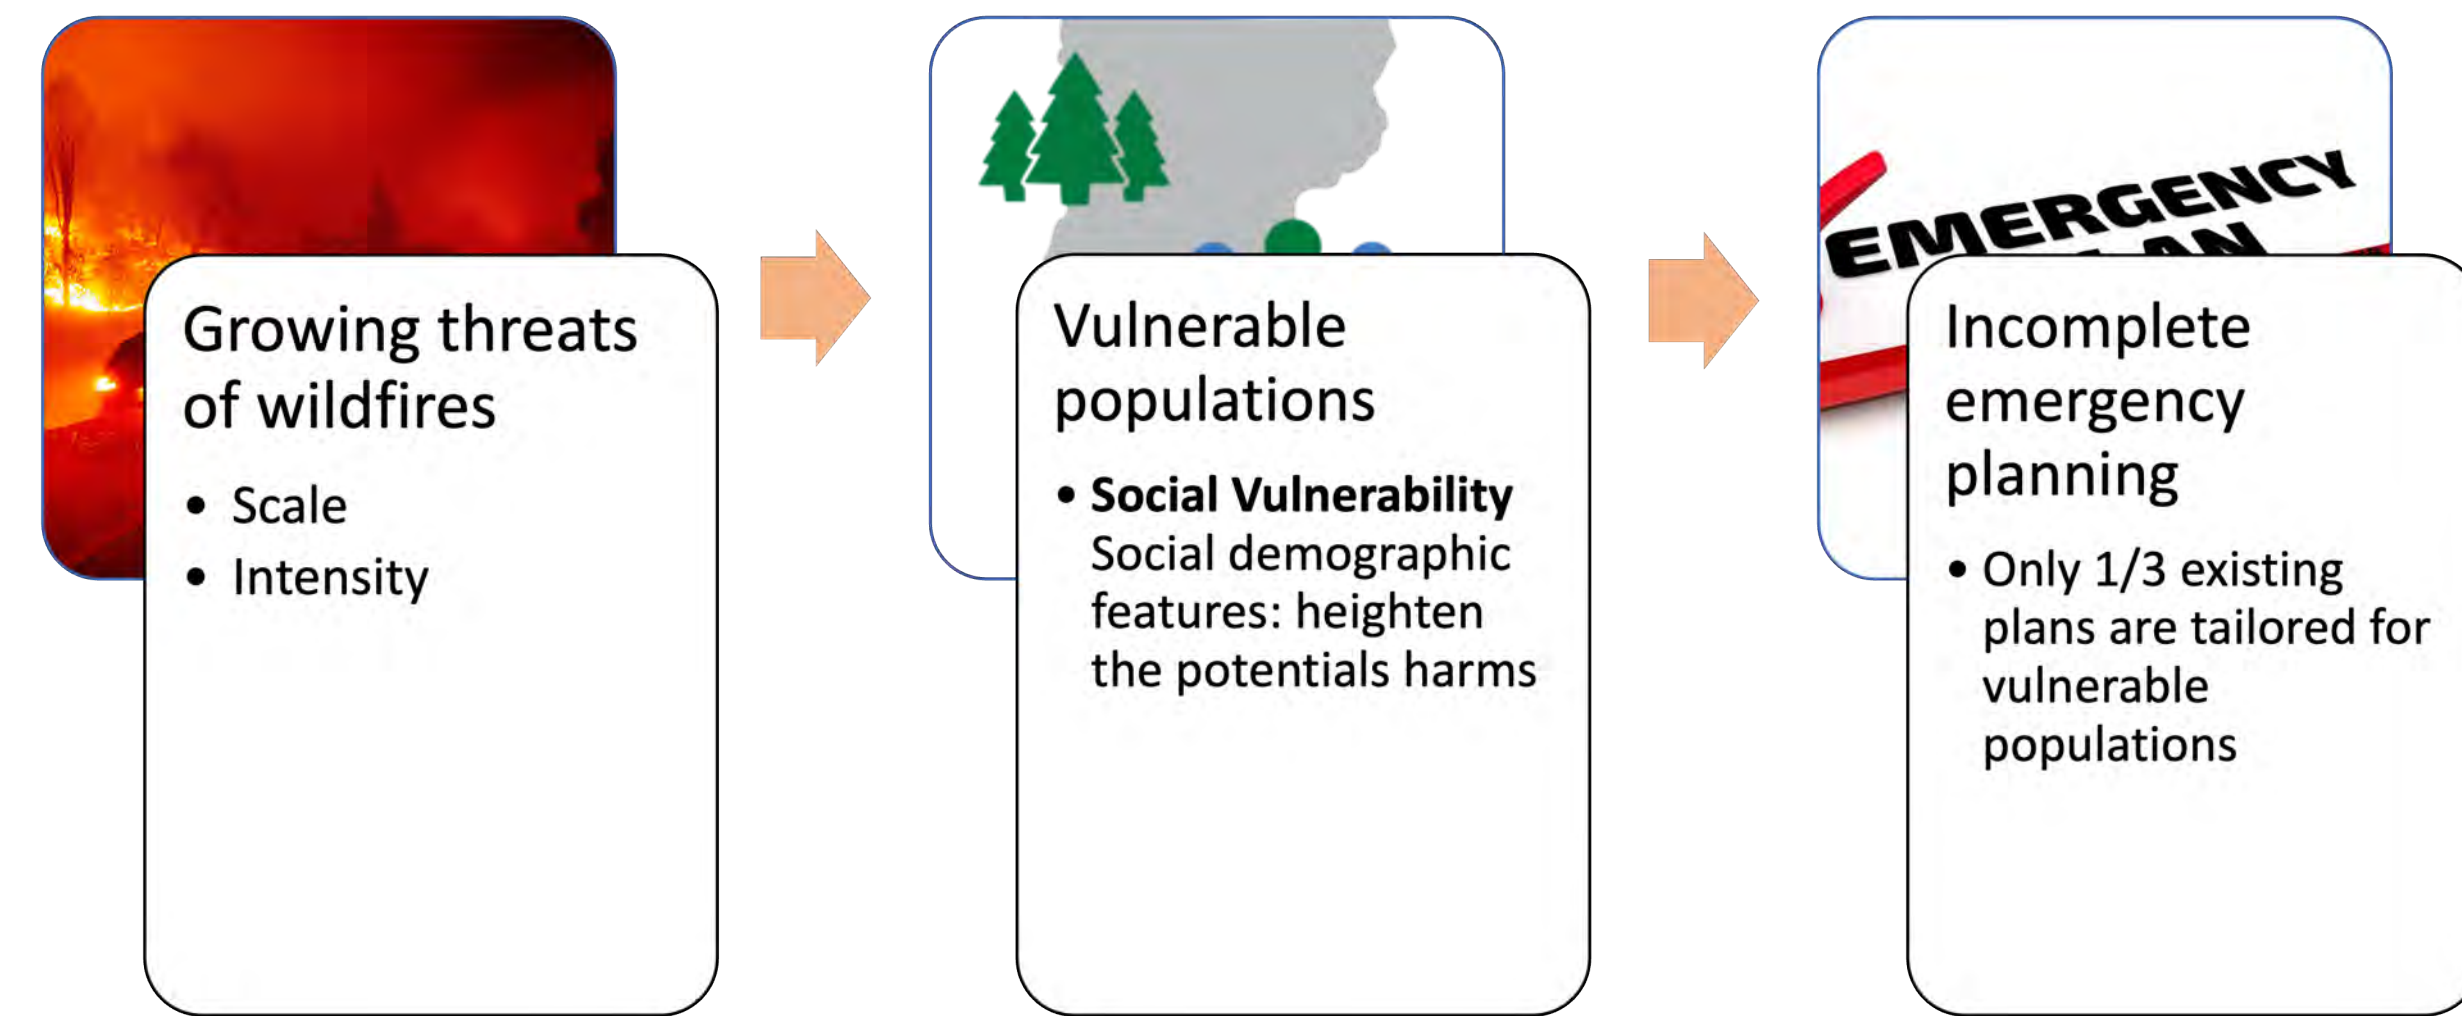 EMERGENCY
Growing threats
of wildfires
• Scale
• Intensity
Vulnerable
populations
• Social Vulnerability
Social demographic
features: heighten
the potentials harms
Incomplete
emergency
planning
• Only 1/3 existing
plans are tailored for
vulnerable
populations